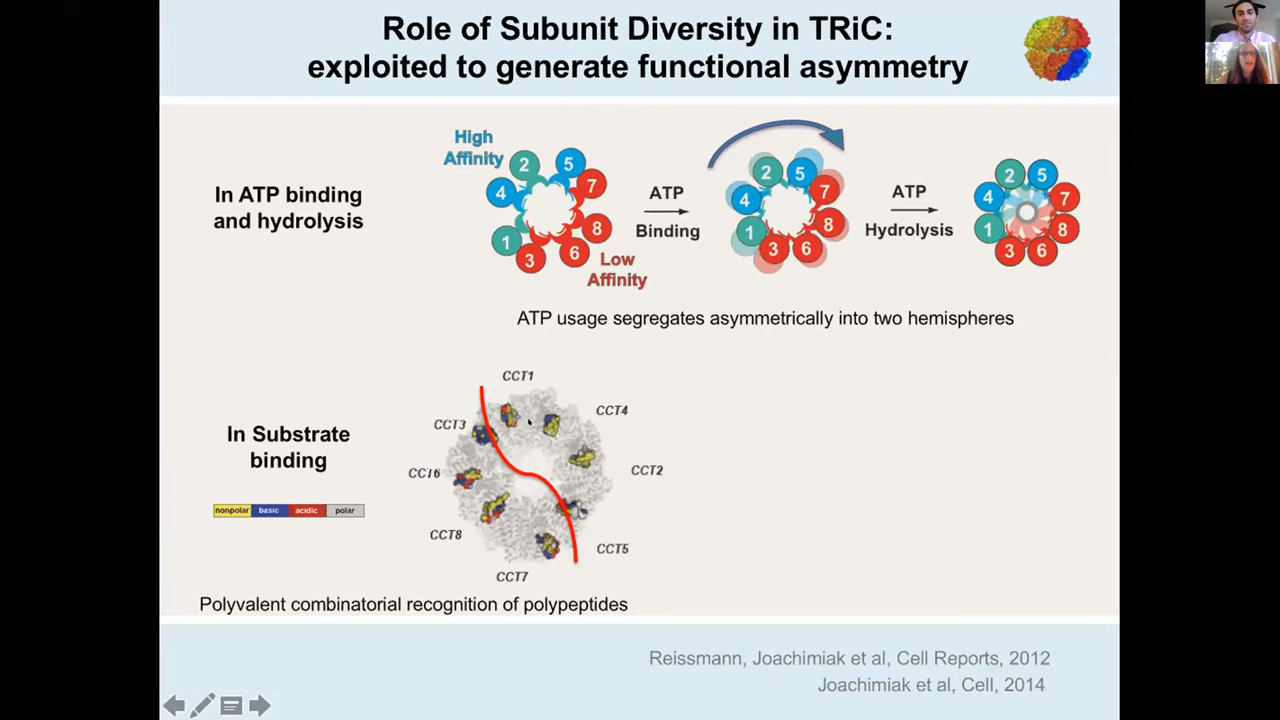 Role of Subunit Diversity in TRiC:
exploited to generate functional asymmetry
In ATP binding
and hydrolysis
High
Affinity
2
5
4
7
1
8
3
6
Low
Affinity
ATP
Binding
2
5
4
7
1
8
3
6
ATP
Hydrolysis
2
5
4
7
1
8
3
6
ATP usage segregates asymmetrically into two hemispheres
In Substrate
binding
nonpolar basic acidic polar
CCT1
CCT4
CCT3
CCT6
CCT2
CCT8
CCT5
CCT7
Polyvalent combinatorial recognition of polypeptides
Reissmann, Joachimiak et al, Cell Reports, 2012
Joachimiak et al, Cell, 2014